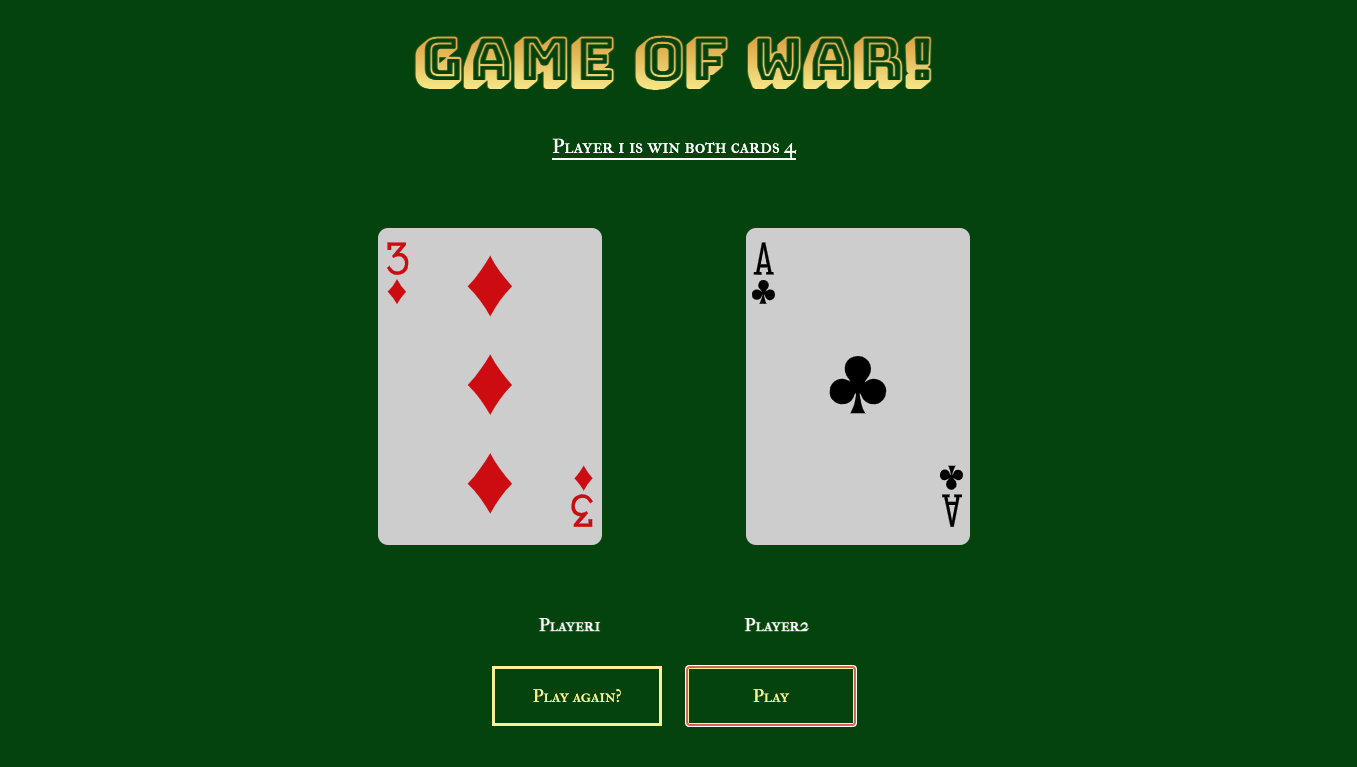 GAME OF WAR!
Player 1 is win both cards 4
3
A
3
A
Player1
Player2
Play again?
Play